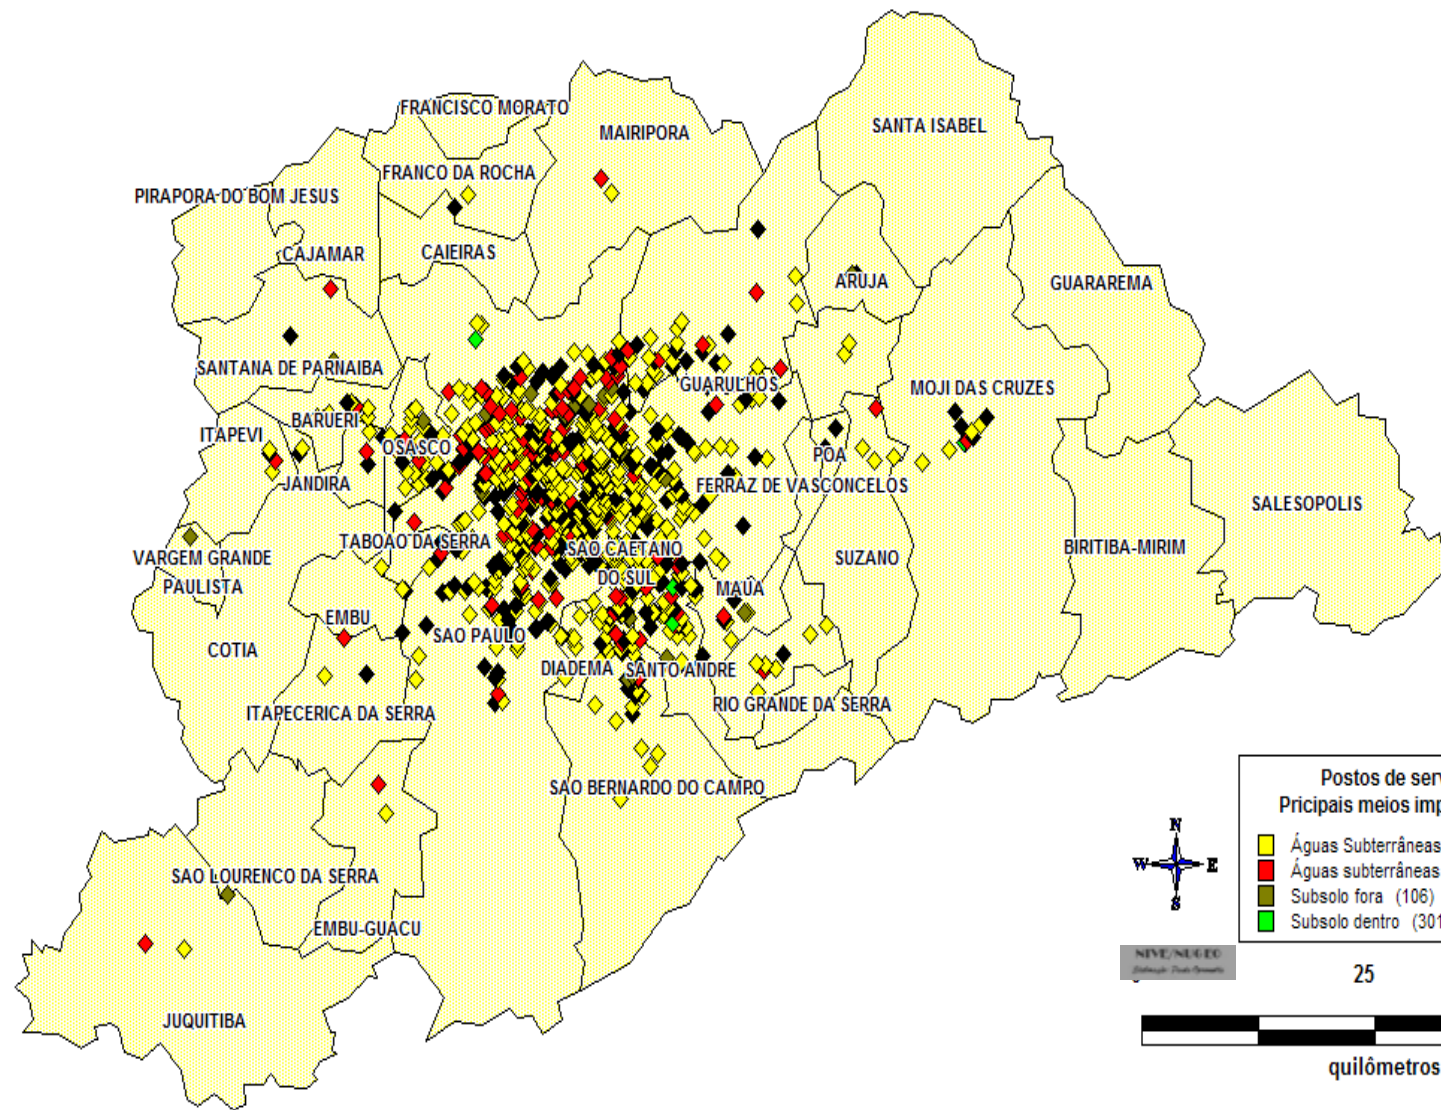 FRANCISCO MORATO
MAIRIPORA
SANTA ISABEL
FRANCO DA ROCHA
PIRAPORA DO BOM JESUS
CAJAMAR
CAIEIRAS
ARUJA
GUARAREMA
SANTANA DE PARNAIBA
GUARULHOS
MOJI DAS CRUZES
BARUERI
ITAPEVI
OSASCO
POA
JANDIRA
FERRAZ DE VASCONCELOS
SALESOPOLIS
TABOAO DA SERRA
SAO CAETANO
DO SUL
BIRITIBA-MIRIM
VARGEM GRANDE
PAULISTA
SUZANO
MAUA
EMBU
SAO PAULO
COTIA
DIADEMA
SANTO ANDRE
ITAPECERICA DA SERRA
RIO GRANDE DA SERRA
SAO BERNARDO DO CAMPO
SAO LOURENCO DA SERRA
EMBU-GUACU
JUQUITIBA
Postos de ser
Pricipais meios imp
Águas Subterrâneas
Águas subterrâneas
Subsolo fora (106)
Subsolo dentro (301
N
W E
S
NIVE/NUGEO
25
quilômetros